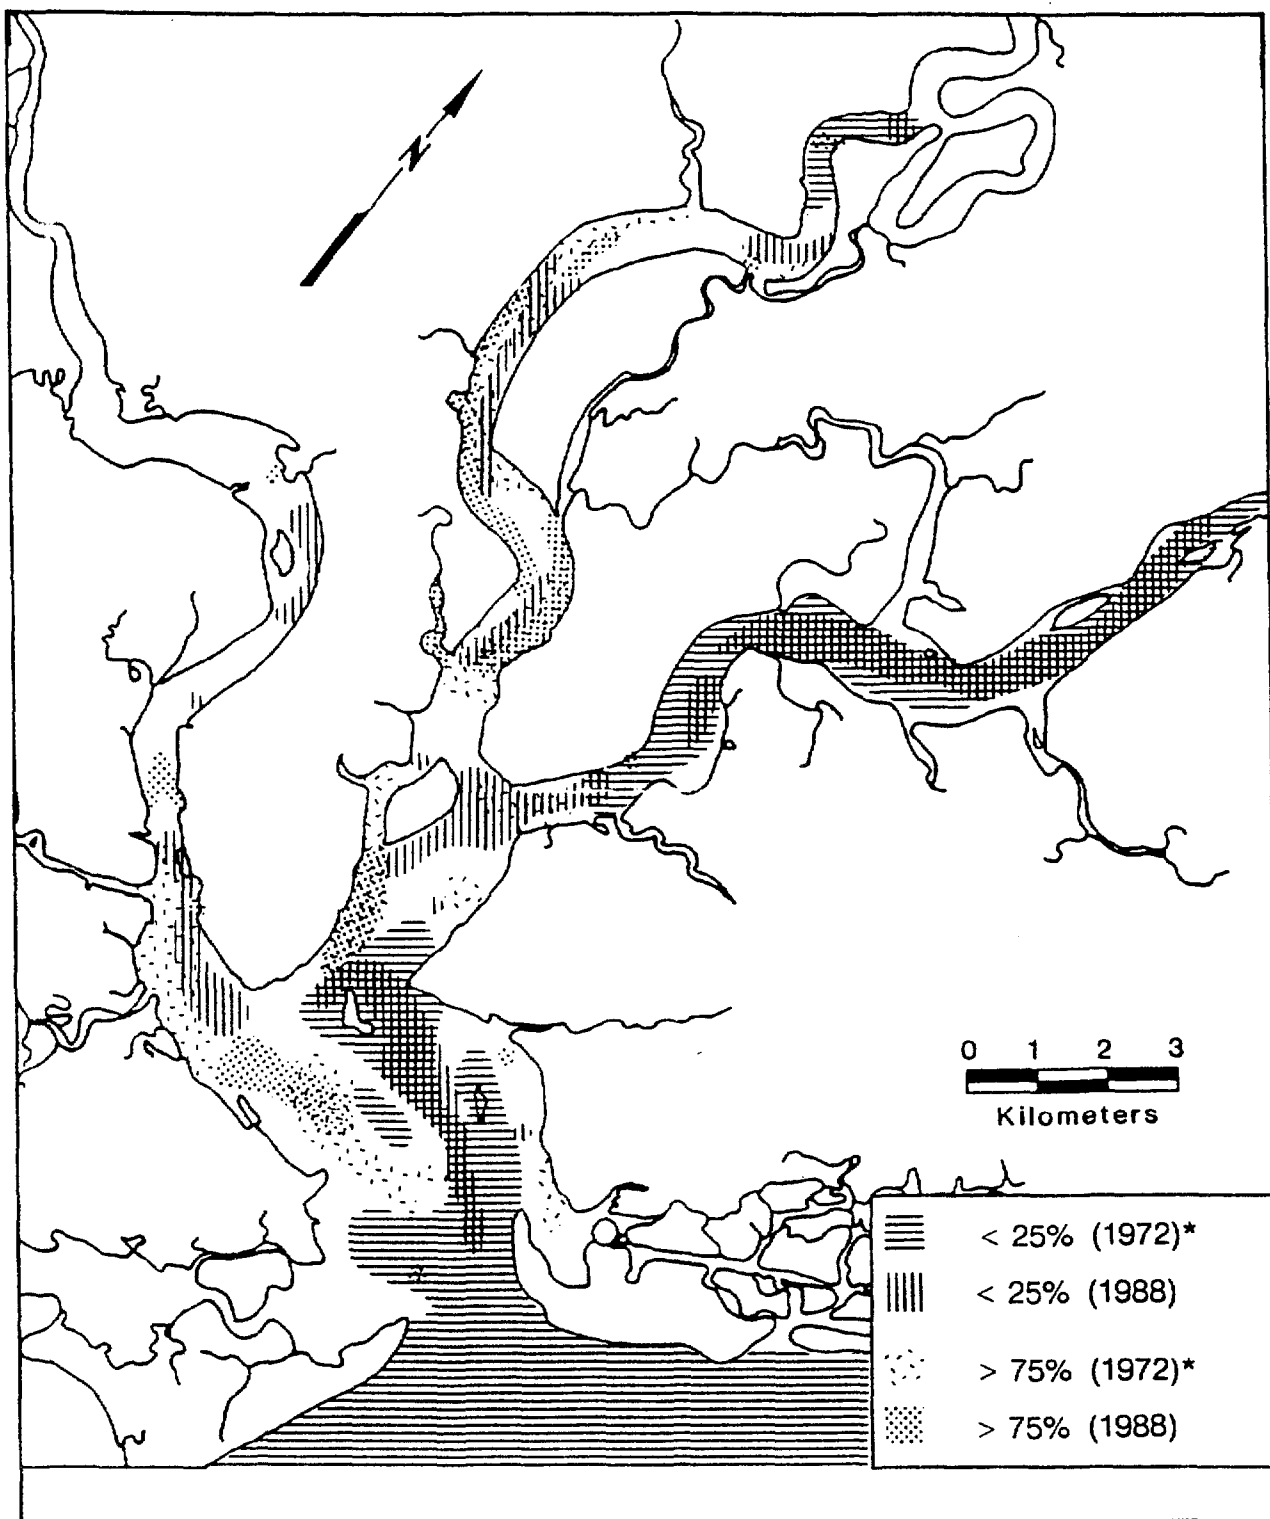 N
0 1 2 3
Kilometers
< 25% (1972)*
< 25% (1988)
> 75% (1972)*
> 75% (1988)